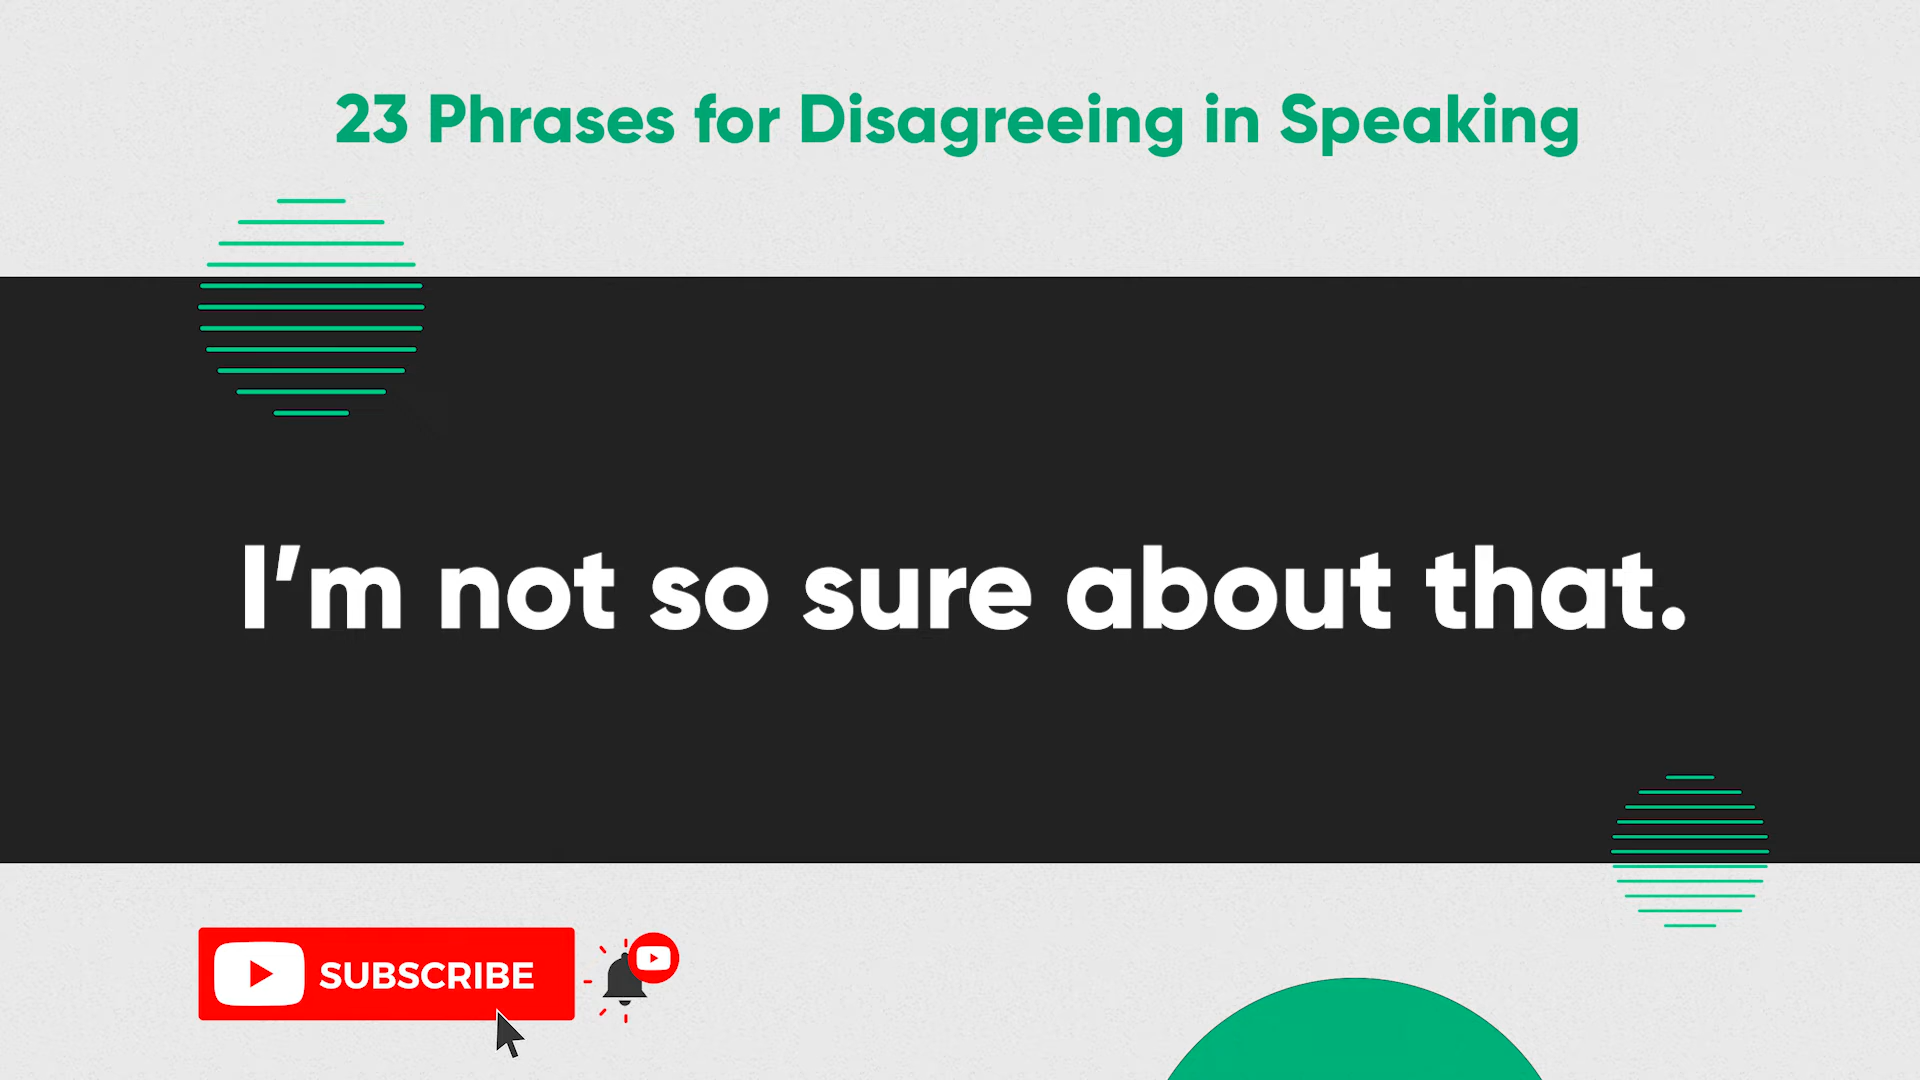 23 Phrases for Disagreeing in Speaking
I’m not so sure about that.
SUBSCRIBE